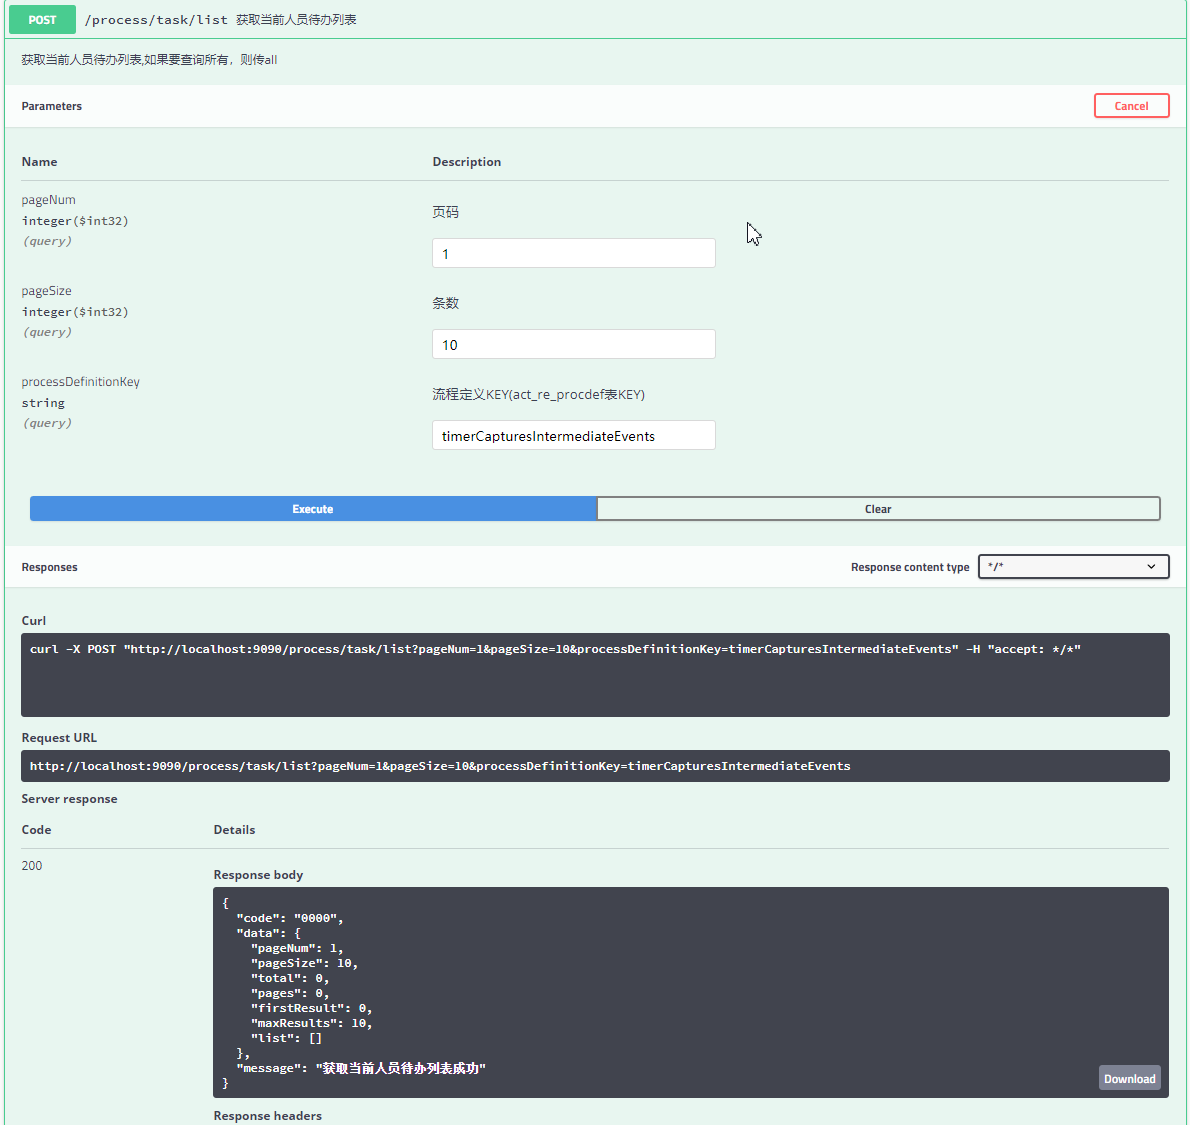 POST /process/task/list 获取当前人员待办列表
获取当前人员待办列表,如果要查询所有，则传all
Parameters
Cancel
Name Description
pageNum
integer($int32)
(query)
页码
1
pageSize
integer($int32)
(query)
条数
10
processDefinitionKey
string
(query)
流程定义KEY(act_re_procdef表KEY)
timerCapturesIntermediateEvents
Execute Clear
Responses Response content type */*
Curl
curl -X POST "http://localhost:9090/process/task/list?pageNum=1&pageSize=10&processDefinitionKey=timerCapturesIntermediateEvents" -H "accept: */*"
Request URL
http://localhost:9090/process/task/list?pageNum=1&pageSize=10&processDefinitionKey=timerCapturesIntermediateEvents
Server response
Code Details
200
Response body
{
"code": "0000",
"data": {
"pageNum": 1,
"pageSize": 10,
"total": 0,
"pages": 0,
"firstResult": 0,
"maxResults": 10,
"list": []
},
"message": "获取当前人员待办列表成功"
}
Download
Response headers